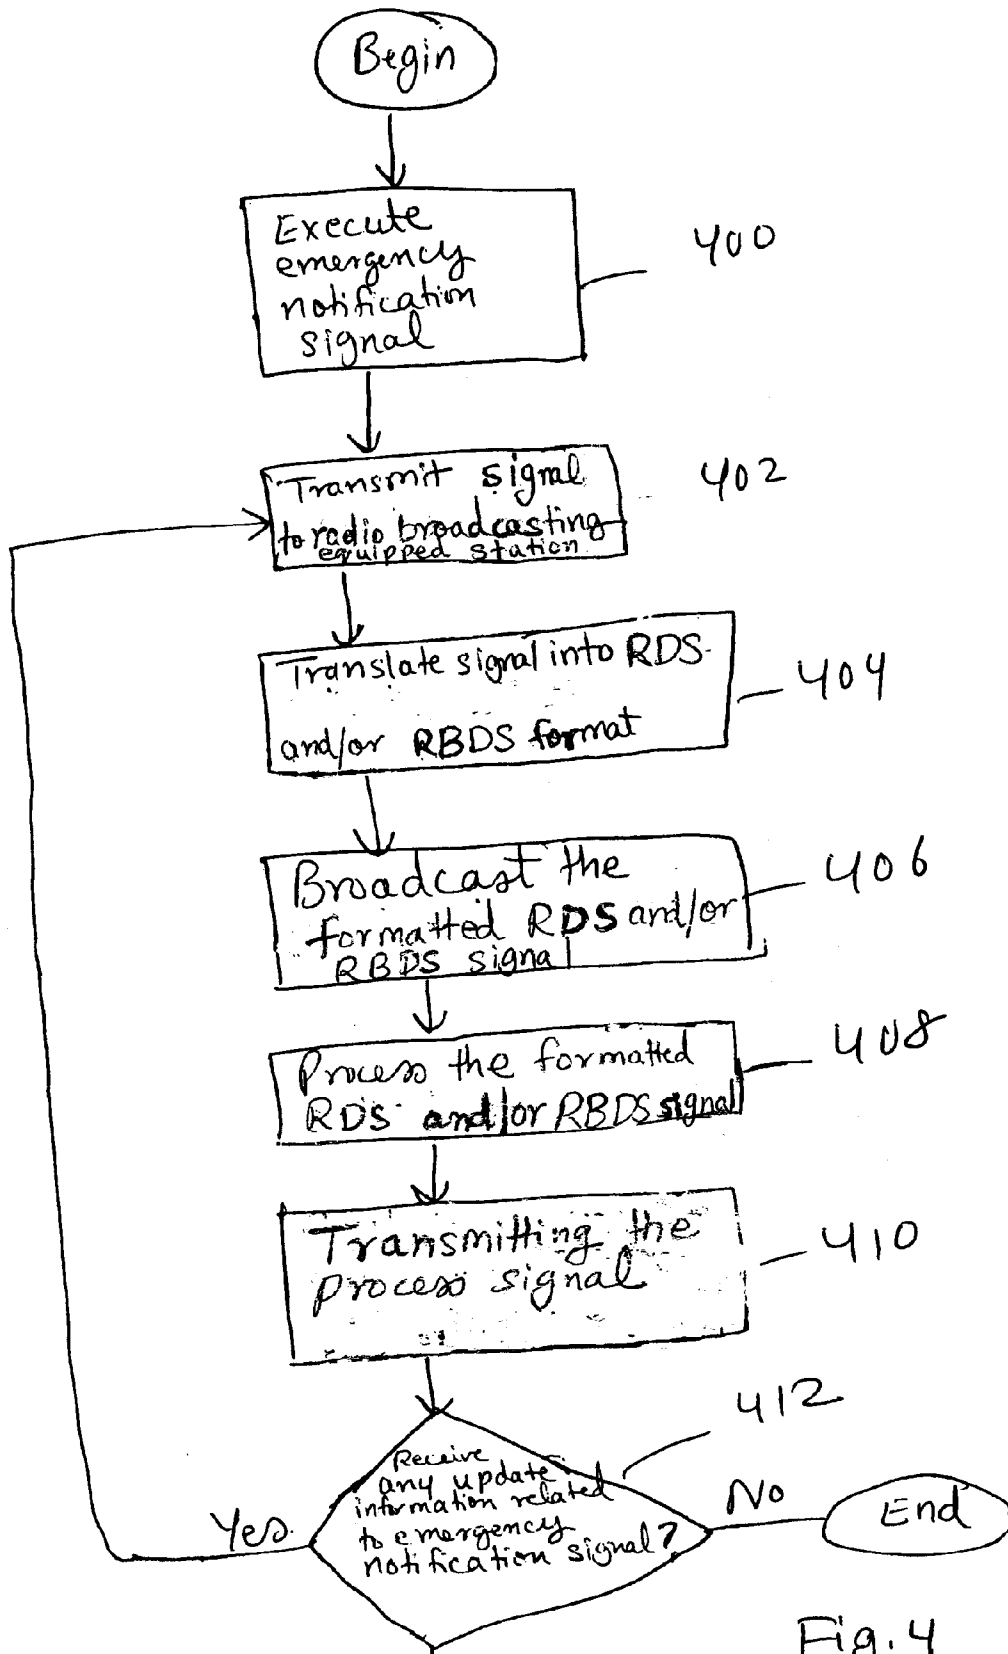 Begin
Execute
emergency
notification
signal
400
Transmit signal
to radio broadcasting
equipped station
402
Translate signal into RDS
and/or RBDS format
404
Broadcast the
formatted RDS and/or
RBDS signal
406
Process the formatted
RDS and/or RBDS signal
408
Transmitting the
process signal
410
Receive
any update
information related
to emergency
notification signal?
412
Yes
No
End
Fig. 4